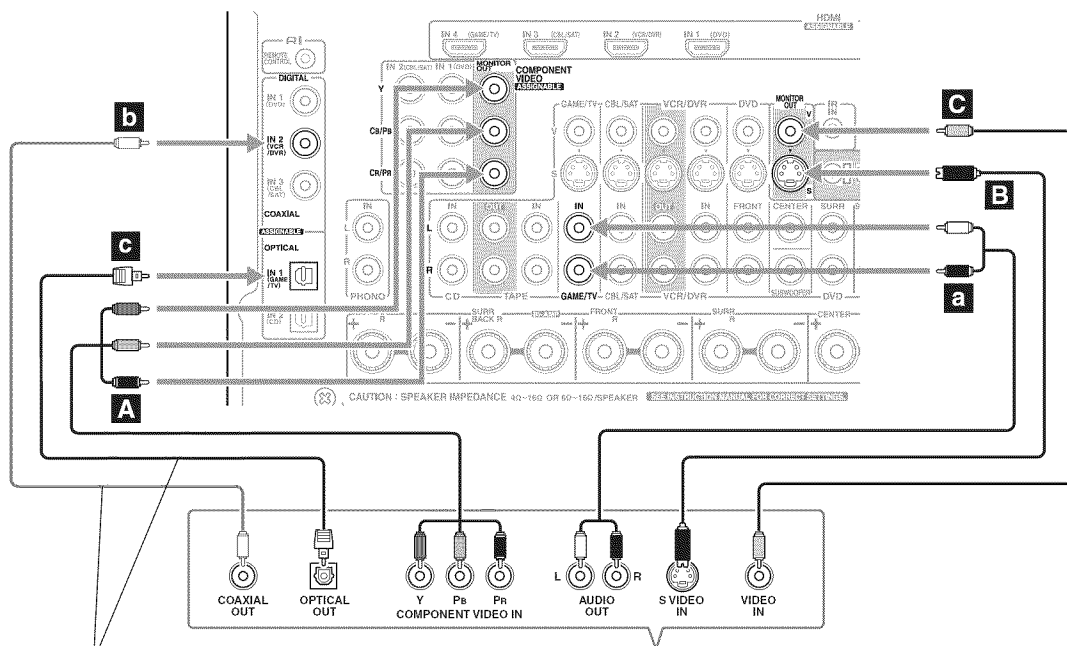 HDMI
ASSIGNABLE
IN 4 (GAME/TV) IN 3 (CBL/SAT) IN 2 (VCR/DVR) IN 1 (DVD)
RI
REMOTE CONTROL
DIGITAL
IN 1 (DVD)
IN 2 (VCR /DVR)
IN 3 (CBL /SAT)
COAXIAL
ASSIGNABLE
OPTICAL
IN 1 (GAME /TV)
IN 2 (CD)
IN 2 (CBL/SAT) IN 1 (DVD) MONITOR OUT
COMPONENT VIDEO
ASSIGNABLE
Y
CB/PB
CR/PR
GAME/TV CBL/SAT VCR/DVR DVD MONITOR OUT
IR IN
V
V
S
S
IN IN OUT IN IN IN OUT IN FRONT CENTER SURR
L L
R R
SUBWOOFER
PHONO CD TAPE GAME/TV CBL/SAT VCR/DVR DVD
R SURR BACK R FRONT R SURR R CENTER
CAUTION : SPEAKER IMPEDANCE 4Ω~16Ω OR 6Ω~16Ω/SPEAKER SEE INSTRUCTION MANUAL FOR CORRECT SETTINGS.
b
c
A
C
B
a
L R
COAXIAL OUT
OPTICAL OUT
Y PB PR
COMPONENT VIDEO IN
AUDIO OUT
S VIDEO IN
VIDEO IN